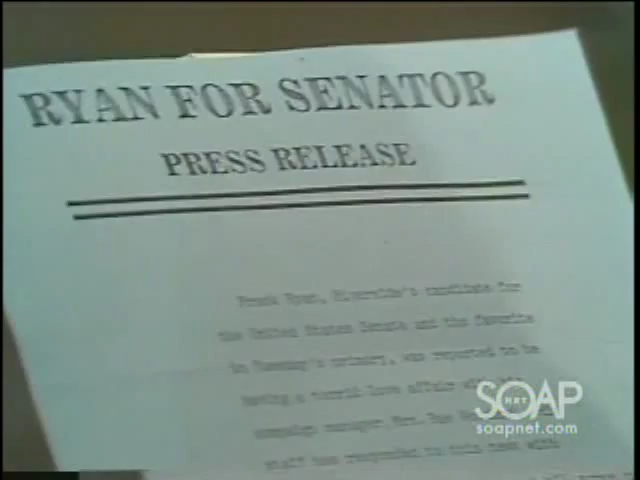 RYAN FOR SENATOR
PRESS RELEASE
Frank Ryan, Riverside's candidate for
the United States Senate and the favorite
in Tuesday's primary, was reported to be
having a torrid love affair with his
campaign manager Mrs.
staff has responded to this news with
SOAP
NET
soapnet.com